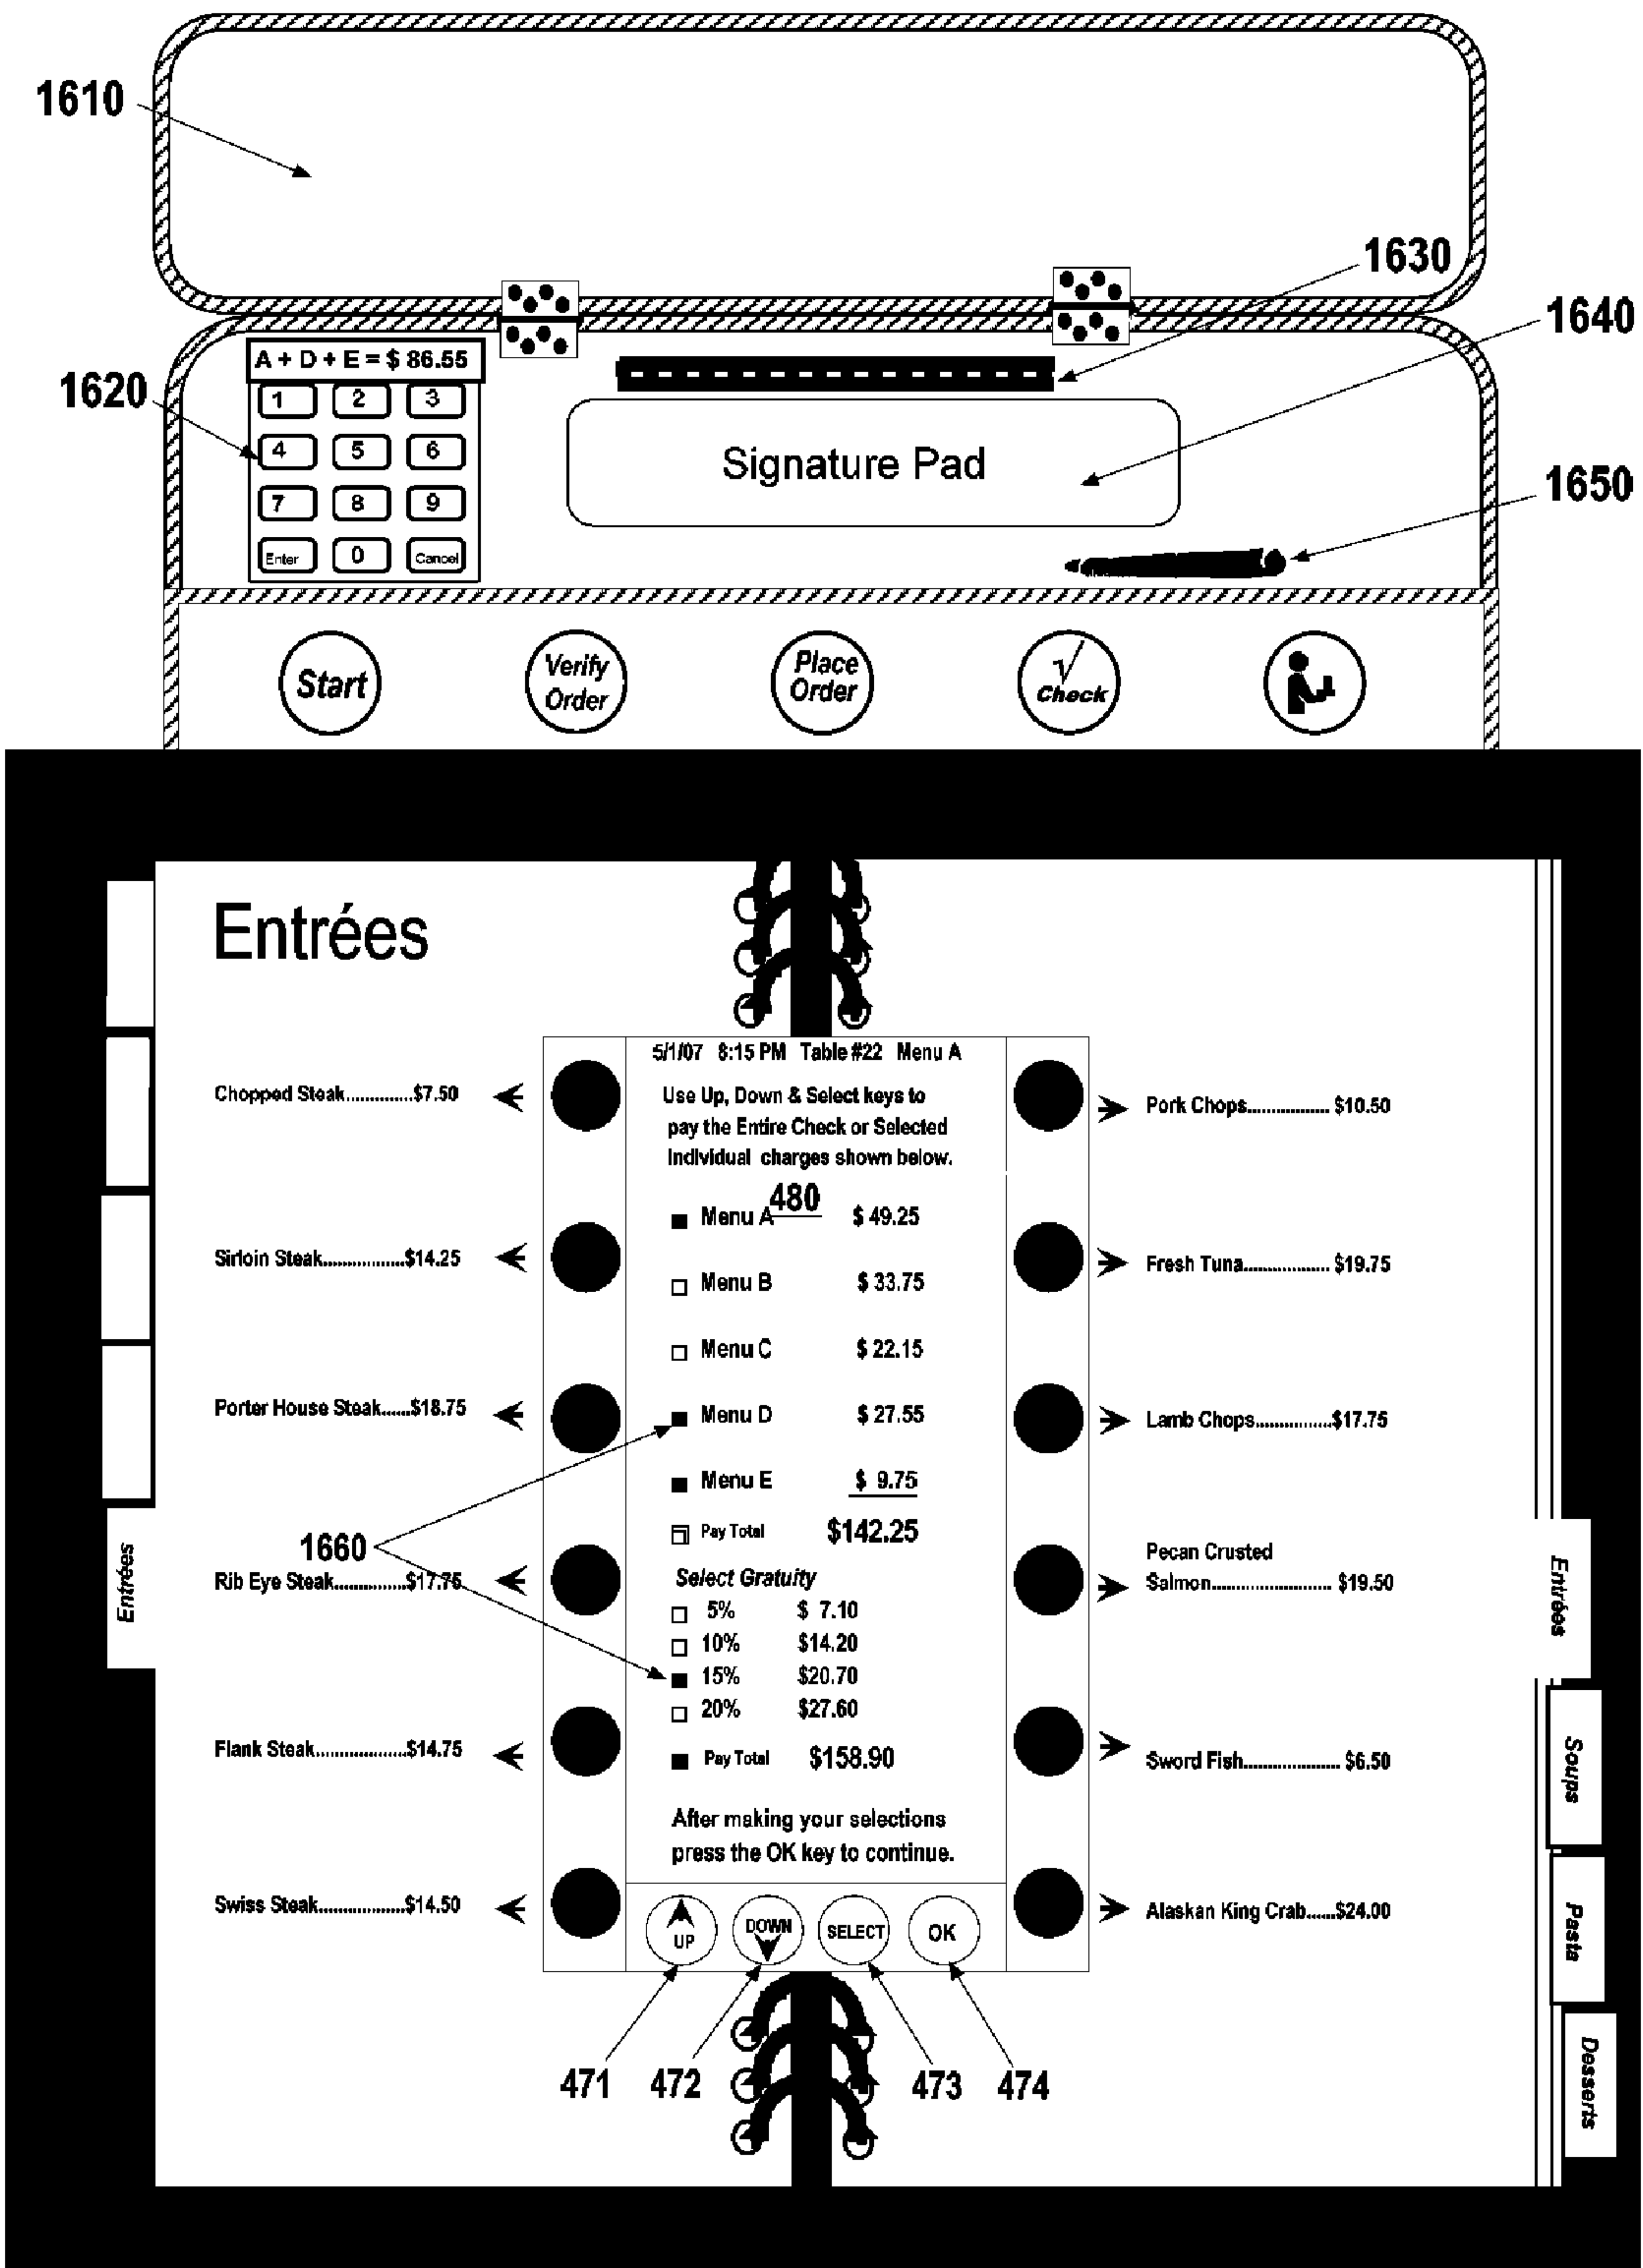 1610
1630
1640
A + D + E = $ 86.55
1620
1 2 3
4 5 6
7 8 9
Enter 0 Cancel
Signature Pad
1650
Start
Verify
Order
Place
Order
√
Check
Entrées
5/1/07 8:15 PM Table #22 Menu A
Use Up, Down & Select keys to
pay the Entire Check or Selected
Individual charges shown below.
480
Menu A $ 49.25
Menu B $ 33.75
Menu C $ 22.15
Menu D $ 27.55
Menu E $ 9.75
Pay Total $142.25
Select Gratuity
5% $ 7.10
10% $14.20
15% $20.70
20% $27.60
Pay Total $158.90
After making your selections
press the OK key to continue.
UP
DOWN
SELECT
OK
Chopped Steak..............$7.50
Sirloin Steak.................$14.25
Porter House Steak......$18.75
1660
Rib Eye Steak...............$17.75
Flank Steak...................$14.75
Swiss Steak..................$14.50
Pork Chops................. $10.50
Fresh Tuna.................. $19.75
Lamb Chops................$17.75
Pecan Crusted
Salmon......................... $19.50
Sword Fish.................... $6.50
Alaskan King Crab......$24.00
Entrées
Entrées
Soups
Pasta
Desserts
471
472
473
474